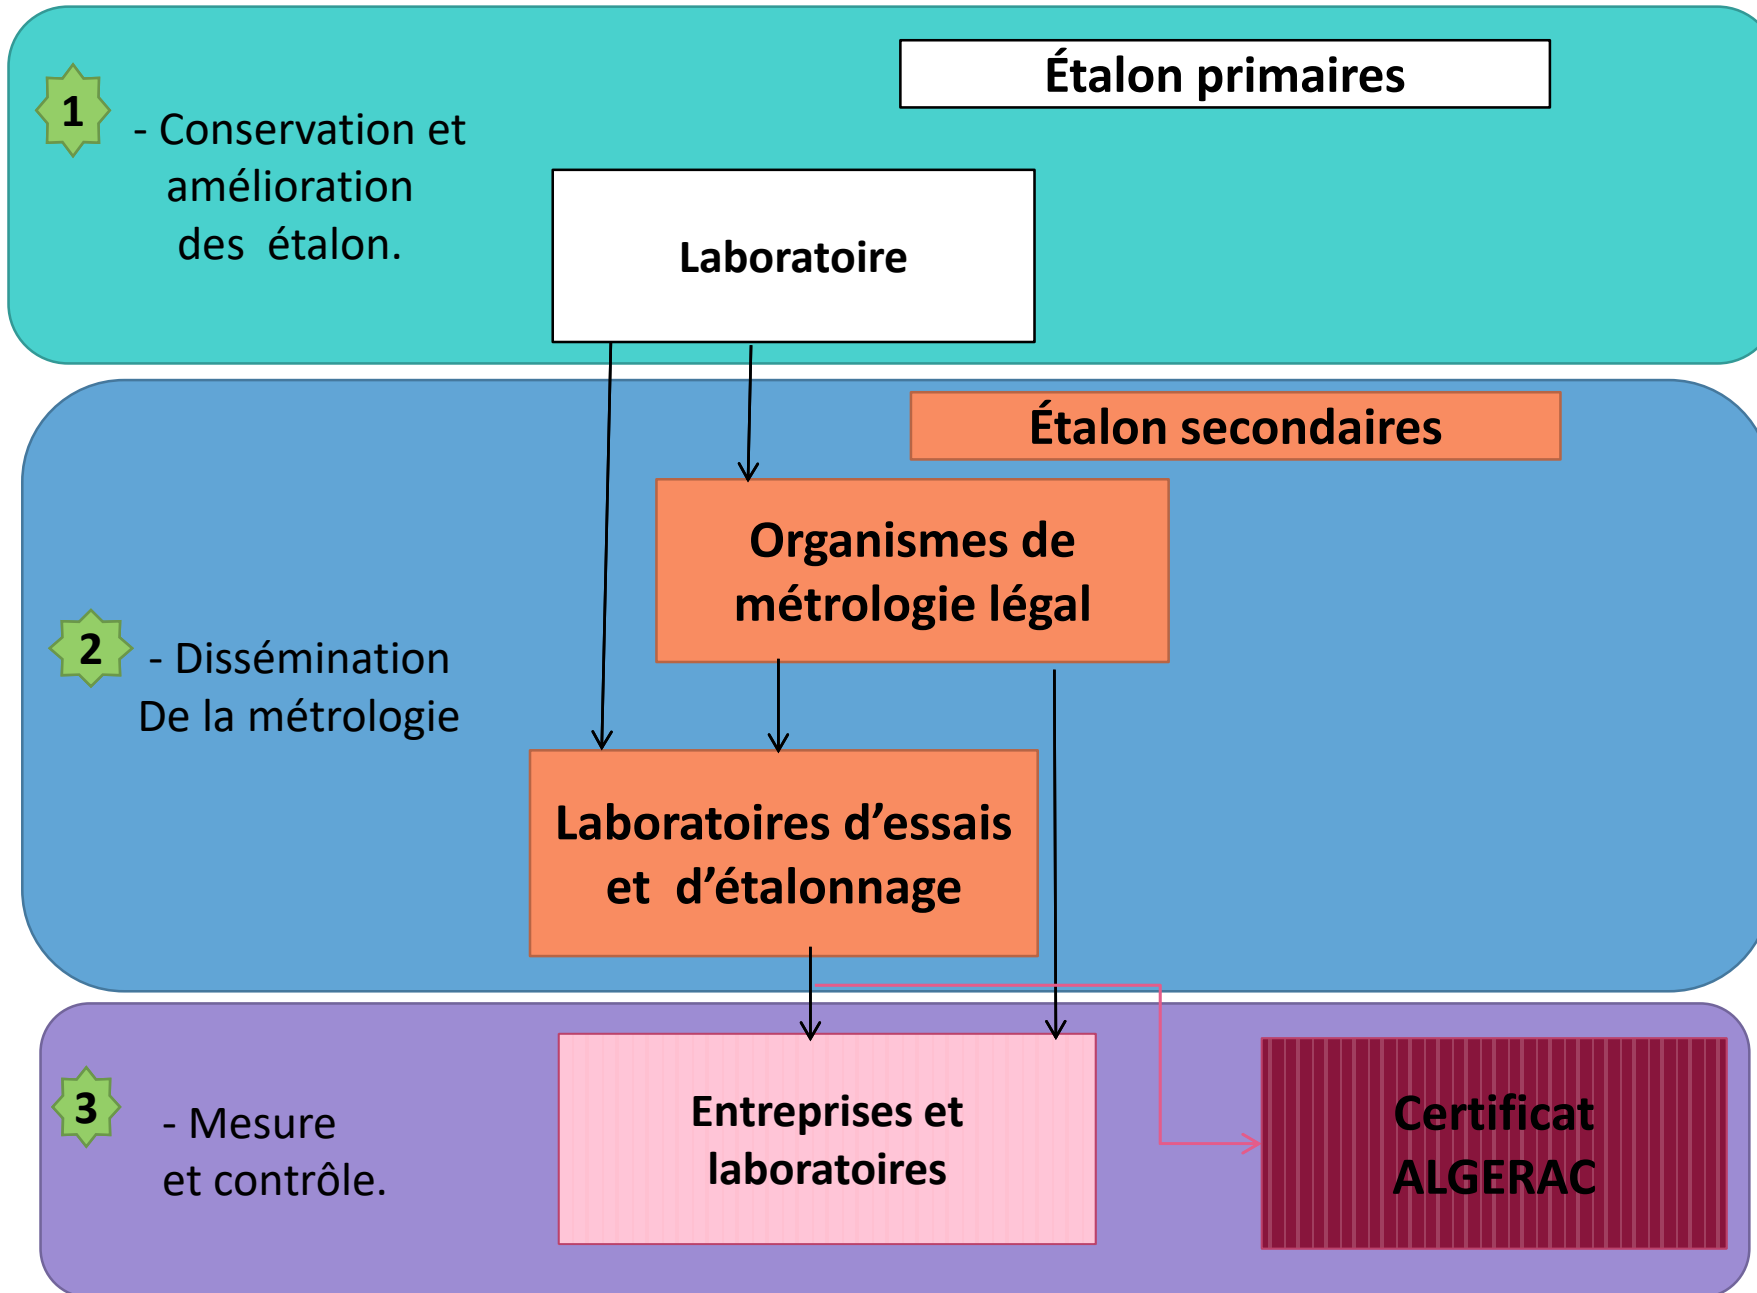 Étalon primaires
1
- Conservation et
amélioration
des étalon.
Laboratoire
Étalon secondaires
Organismes de
métrologie légal
2
- Dissémination
De la métrologie
Laboratoires d’essais
et d’étalonnage
3
- Mesure
et contrôle.
Entreprises et
laboratoires
Certificat
ALGERAC